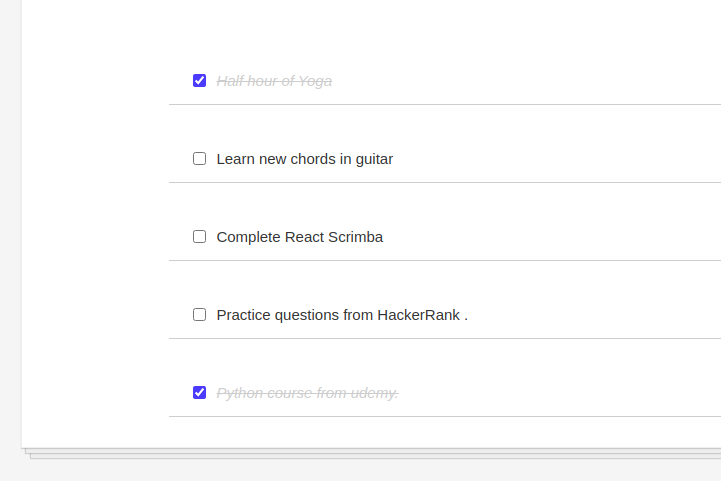 Half hour of Yoga
Learn new chords in guitar
Complete React Scrimba
Practice questions from HackerRank .
Python course from udemy.